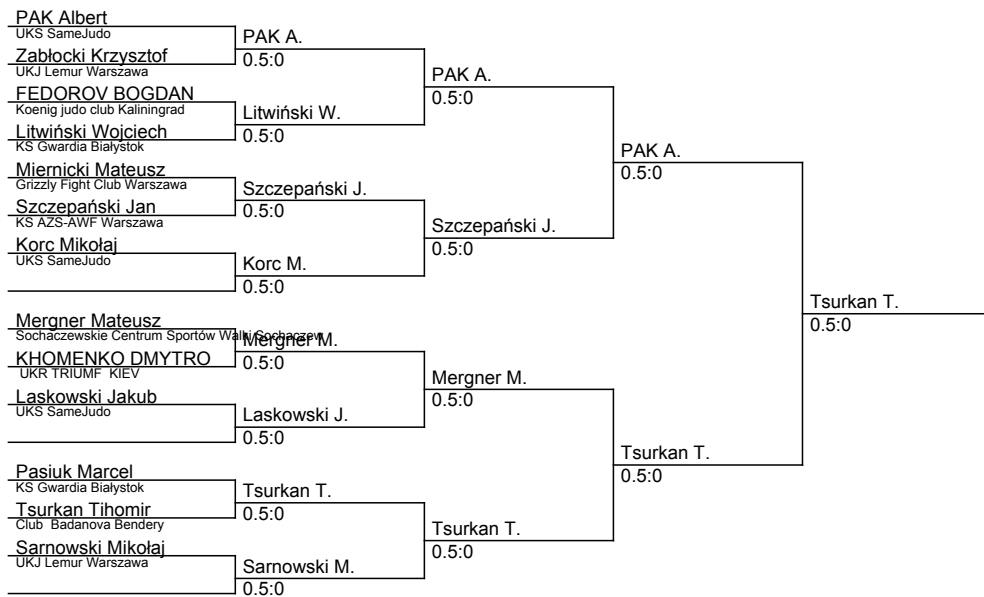 PAK Albert
UKS SameJudo
Zabłocki Krzysztof
UKJ Lemur Warszawa
FEDOROV BOGDAN
Koenig judo club Kaliningrad
Litwiński Wojciech
KS Gwardia Białystok
Miernicki Mateusz
Grizzly Fight Club Warszawa
Szczepański Jan
KS AZS-AWF Warszawa
Korc Mikołaj
UKS SameJudo
Mergner Mateusz
Sochaczewskie Centrum Sportów Walki Sochaczew
KHOMENKO DMYTRO
UKR TRIUMF KIEV
Laskowski Jakub
UKS SameJudo
Pasiuk Marcel
KS Gwardia Białystok
Tsurkan Tihomir
Club Badanova Bendery
Sarnowski Mikołaj
UKJ Lemur Warszawa
PAK A.
0.5:0
Litwiński W.
0.5:0
Szczepański J.
0.5:0
Korc M.
0.5:0
Mergner M.
0.5:0
Laskowski J.
0.5:0
Tsurkan T.
0.5:0
Sarnowski M.
0.5:0
PAK A.
0.5:0
Szczepański J.
0.5:0
Mergner M.
0.5:0
Tsurkan T.
0.5:0
PAK A.
0.5:0
Tsurkan T.
0.5:0
Tsurkan T.
0.5:0